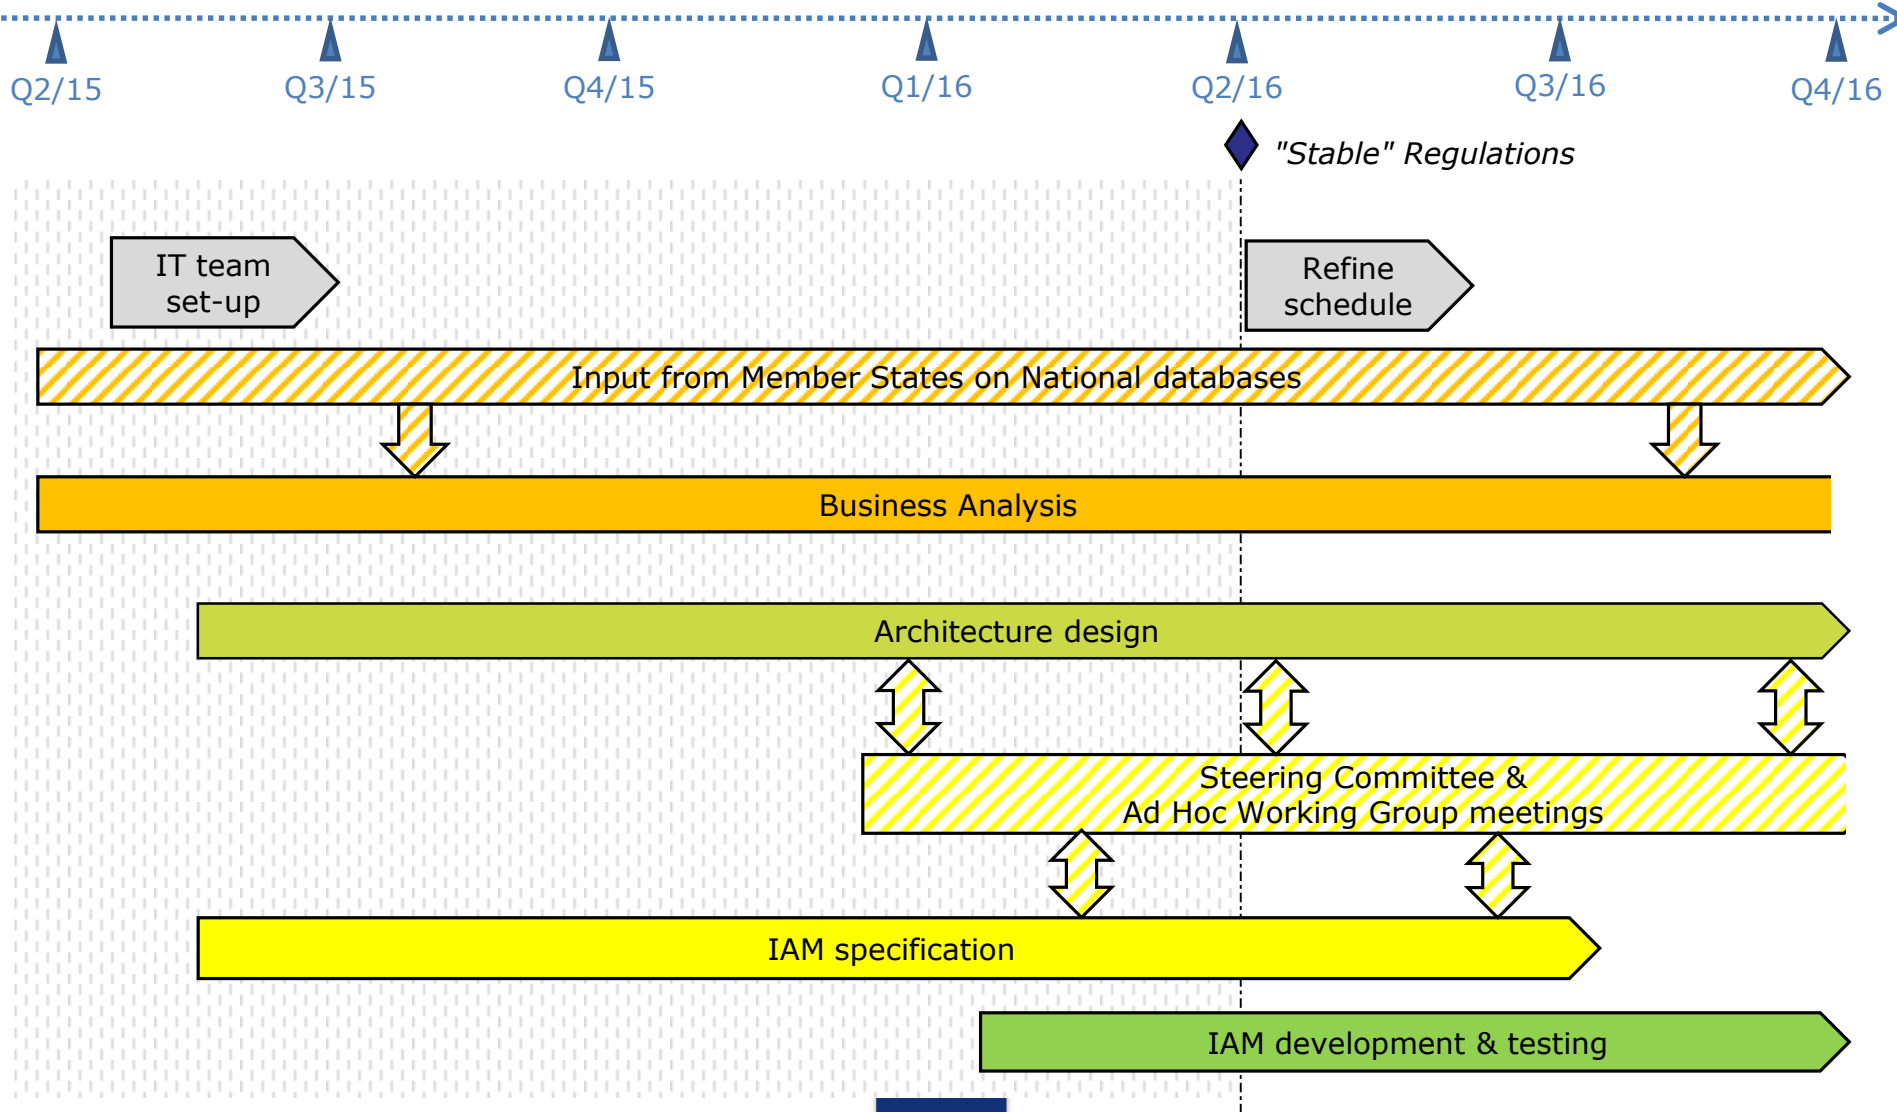 Q2/15
Q3/15
Q4/15
Q1/16
Q2/16
Q3/16
Q4/16
"Stable" Regulations
IT team
set-up
Refine
schedule
Input from Member States on National databases
Business Analysis
Architecture design
Steering Committee &
Ad Hoc Working Group meetings
IAM specification
IAM development & testing